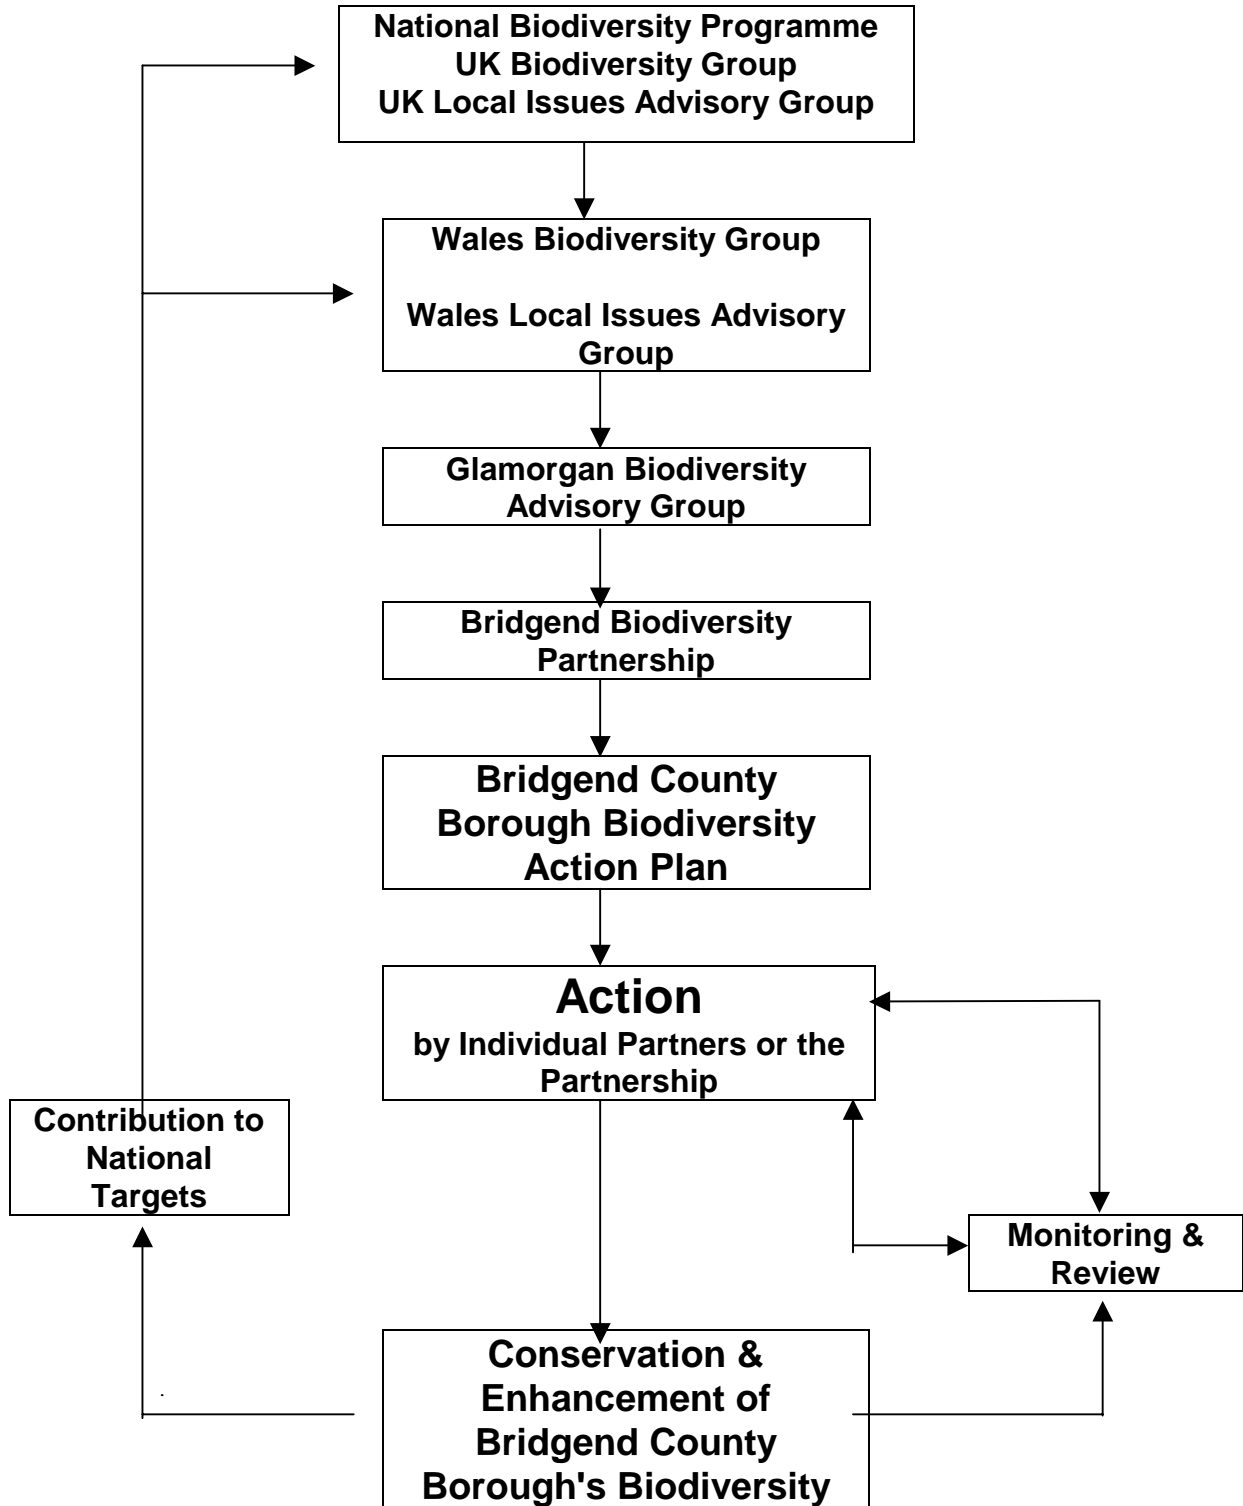 National Biodiversity Programme
UK Biodiversity Group
UK Local Issues Advisory Group
Wales Biodiversity Group
Wales Local Issues Advisory
Group
Glamorgan Biodiversity
Advisory Group
Bridgend Biodiversity
Partnership
Bridgend County
Borough Biodiversity
Action Plan
Action
by Individual Partners or the
Partnership
Contribution to
National
Targets
Monitoring &
Review
Conservation &
Enhancement of
Bridgend County
Borough's Biodiversity